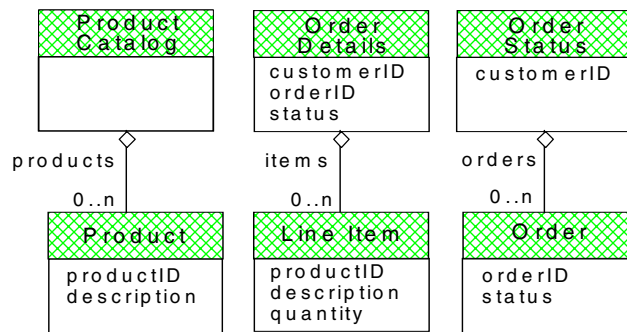 Product
Catalog
products
0..n
Product
productID
description
Order
Details
customerID
orderID
status
items
0..n
Line Item
productID
description
quantity
Order
Status
customerID
orders
0..n
Order
orderID
status